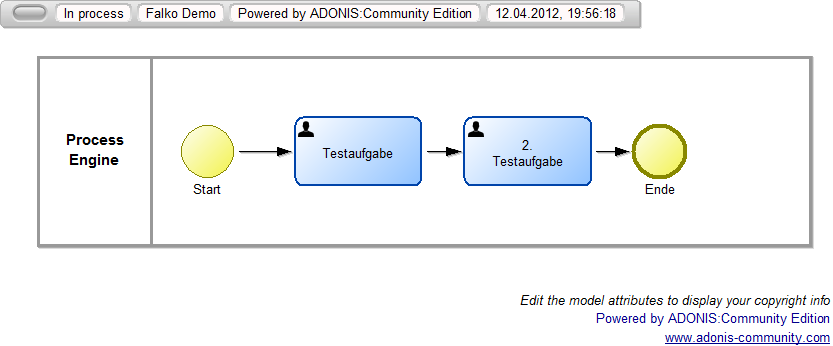 In process Falko Demo Powered by ADONIS:Community Edition 12.04.2012, 19:56:18
Process
Engine
Testaufgabe
2.
Testaufgabe
Start
Ende
Edit the model attributes to display your copyright info
Powered by ADONIS:Community Edition
www.adonis-community.com